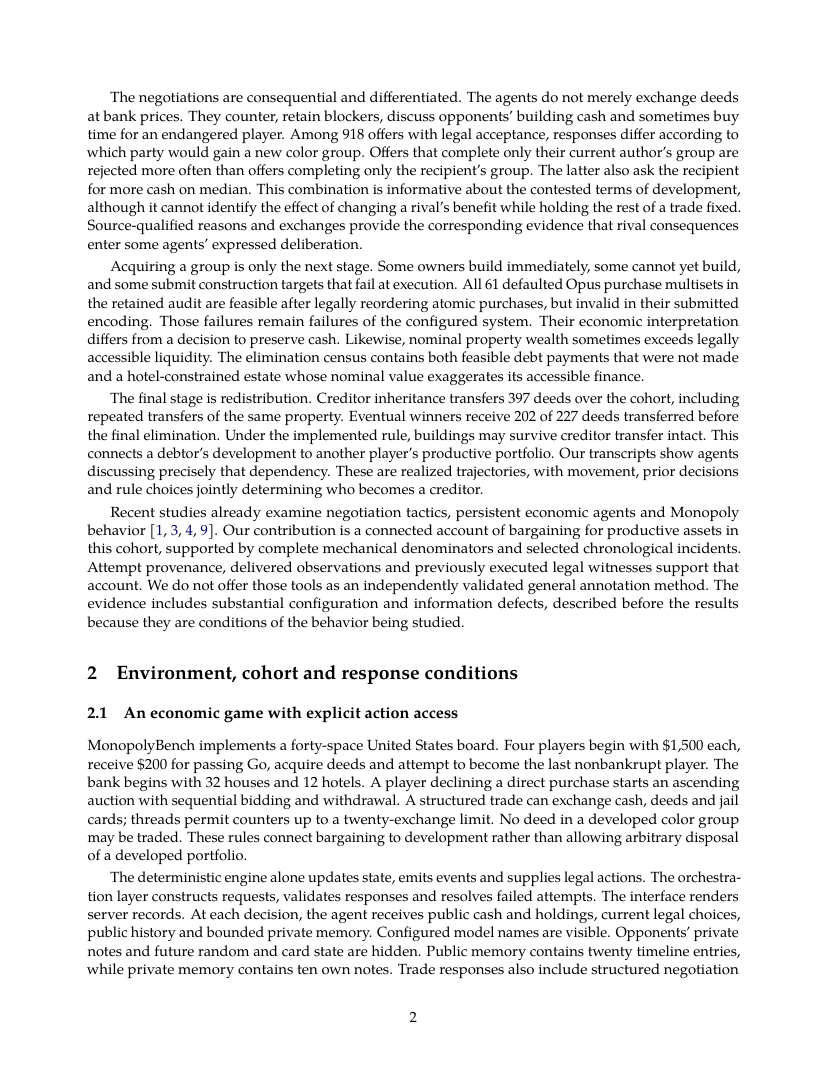 The negotiations are consequential and differentiated. The agents do not merely exchange deeds
at bank prices. They counter, retain blockers, discuss opponents’ building cash and sometimes buy
time for an endangered player. Among 918 offers with legal acceptance, responses differ according to
which party would gain a new color group. Offers that complete only their current author’s group are
rejected more often than offers completing only the recipient’s group. The latter also ask the recipient
for more cash on median. This combination is informative about the contested terms of development,
although it cannot identify the effect of changing a rival’s benefit while holding the rest of a trade fixed.
Source-qualified reasons and exchanges provide the corresponding evidence that rival consequences
enter some agents’ expressed deliberation.
Acquiring a group is only the next stage. Some owners build immediately, some cannot yet build,
and some submit construction targets that fail at execution. All 61 defaulted Opus purchase multisets in
the retained audit are feasible after legally reordering atomic purchases, but invalid in their submitted
encoding. Those failures remain failures of the configured system. Their economic interpretation
differs from a decision to preserve cash. Likewise, nominal property wealth sometimes exceeds legally
accessible liquidity. The elimination census contains both feasible debt payments that were not made
and a hotel-constrained estate whose nominal value exaggerates its accessible finance.
The final stage is redistribution. Creditor inheritance transfers 397 deeds over the cohort, including
repeated transfers of the same property. Eventual winners receive 202 of 227 deeds transferred before
the final elimination. Under the implemented rule, buildings may survive creditor transfer intact. This
connects a debtor’s development to another player’s productive portfolio. Our transcripts show agents
discussing precisely that dependency. These are realized trajectories, with movement, prior decisions
and rule choices jointly determining who becomes a creditor.
Recent studies already examine negotiation tactics, persistent economic agents and Monopoly
behavior [1, 3, 4, 9]. Our contribution is a connected account of bargaining for productive assets in
this cohort, supported by complete mechanical denominators and selected chronological incidents.
Attempt provenance, delivered observations and previously executed legal witnesses support that
account. We do not offer those tools as an independently validated general annotation method. The
evidence includes substantial configuration and information defects, described before the results
because they are conditions of the behavior being studied.
2 Environment, cohort and response conditions
2.1 An economic game with explicit action access
MonopolyBench implements a forty-space United States board. Four players begin with $1,500 each,
receive $200 for passing Go, acquire deeds and attempt to become the last nonbankrupt player. The
bank begins with 32 houses and 12 hotels. A player declining a direct purchase starts an ascending
auction with sequential bidding and withdrawal. A structured trade can exchange cash, deeds and jail
cards; threads permit counters up to a twenty-exchange limit. No deed in a developed color group
may be traded. These rules connect bargaining to development rather than allowing arbitrary disposal
of a developed portfolio.
The deterministic engine alone updates state, emits events and supplies legal actions. The orchestra-
tion layer constructs requests, validates responses and resolves failed attempts. The interface renders
server records. At each decision, the agent receives public cash and holdings, current legal choices,
public history and bounded private memory. Configured model names are visible. Opponents’ private
notes and future random and card state are hidden. Public memory contains twenty timeline entries,
while private memory contains ten own notes. Trade responses also include structured negotiation
2